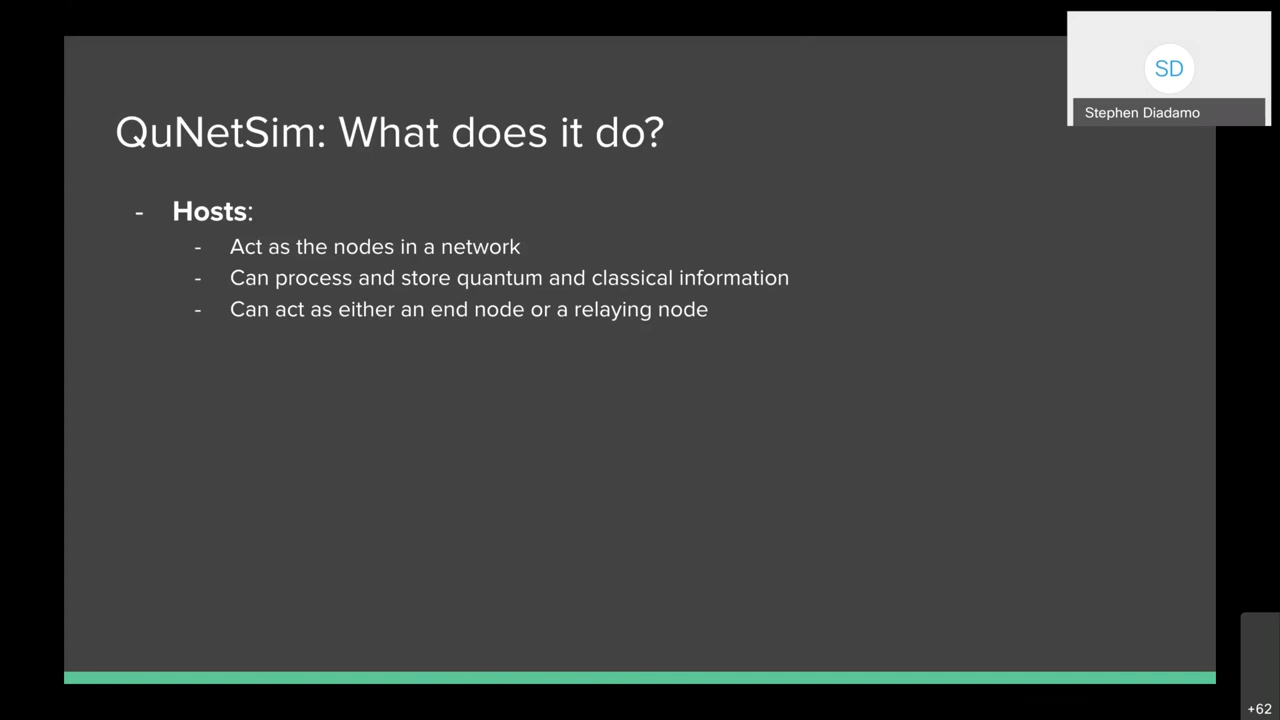 QuNetSim: What does it do?
- Hosts:
- Act as the nodes in a network
- Can process and store quantum and classical information
- Can act as either an end node or a relaying node
SD
Stephen Diadamo
+62